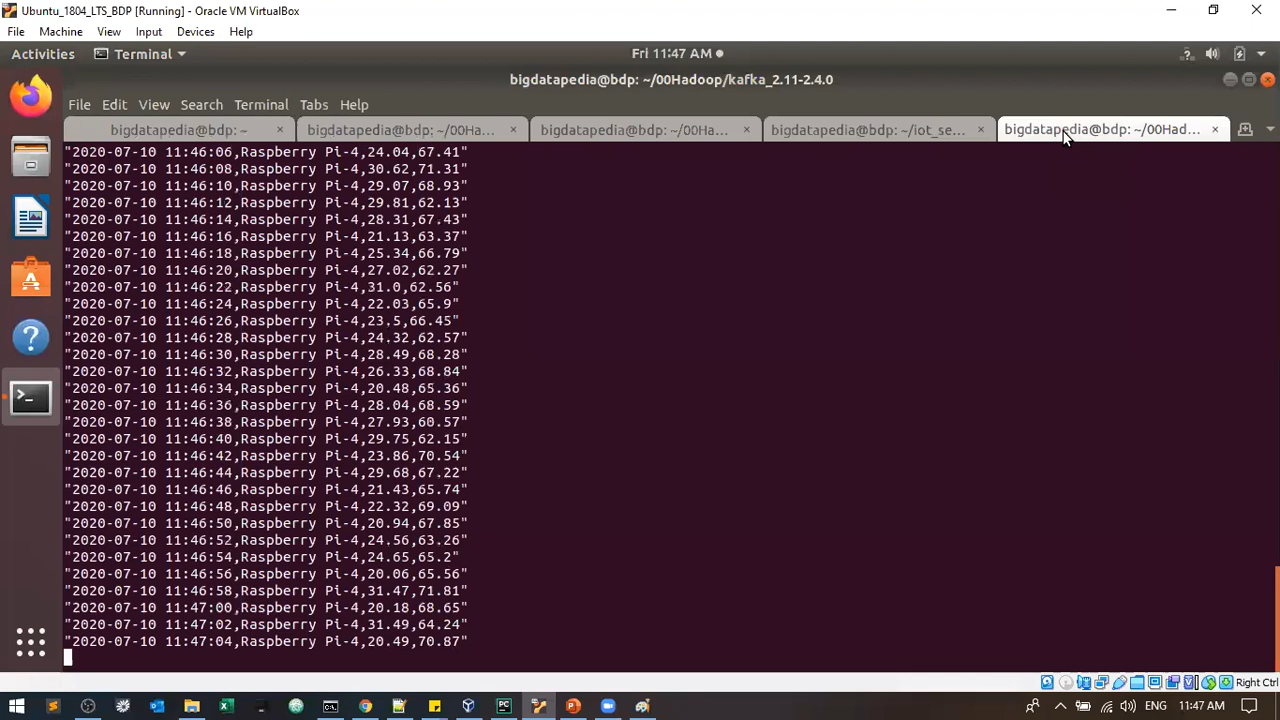 Ubuntu_1804_LTS_BDP [Running] - Oracle VM VirtualBox
File Machine View Input Devices Help
Activities Terminal Fri 11:47 AM
bigdatapedia@bdp: ~/00Hadoop/kafka_2.11-2.4.0
File Edit View Search Terminal Tabs Help
bigdatapedia@bdp: ~ bigdatapedia@bdp: ~/00Ha... bigdatapedia@bdp: ~/00Ha... bigdatapedia@bdp: ~/iot_se... bigdatapedia@bdp: ~/00Had...
"2020-07-10 11:46:06,Raspberry Pi-4,24.04,67.41"
"2020-07-10 11:46:08,Raspberry Pi-4,30.62,71.31"
"2020-07-10 11:46:10,Raspberry Pi-4,29.07,68.93"
"2020-07-10 11:46:12,Raspberry Pi-4,29.81,62.13"
"2020-07-10 11:46:14,Raspberry Pi-4,28.31,67.43"
"2020-07-10 11:46:16,Raspberry Pi-4,21.13,63.37"
"2020-07-10 11:46:18,Raspberry Pi-4,25.34,66.79"
"2020-07-10 11:46:20,Raspberry Pi-4,27.02,62.27"
"2020-07-10 11:46:22,Raspberry Pi-4,31.0,62.56"
"2020-07-10 11:46:24,Raspberry Pi-4,22.03,65.9"
"2020-07-10 11:46:26,Raspberry Pi-4,23.5,66.45"
"2020-07-10 11:46:28,Raspberry Pi-4,24.32,62.57"
"2020-07-10 11:46:30,Raspberry Pi-4,28.49,68.28"
"2020-07-10 11:46:32,Raspberry Pi-4,26.33,68.84"
"2020-07-10 11:46:34,Raspberry Pi-4,20.48,65.36"
"2020-07-10 11:46:36,Raspberry Pi-4,28.04,68.59"
"2020-07-10 11:46:38,Raspberry Pi-4,27.93,60.57"
"2020-07-10 11:46:40,Raspberry Pi-4,29.75,62.15"
"2020-07-10 11:46:42,Raspberry Pi-4,23.86,70.54"
"2020-07-10 11:46:44,Raspberry Pi-4,29.68,67.22"
"2020-07-10 11:46:46,Raspberry Pi-4,21.43,65.74"
"2020-07-10 11:46:48,Raspberry Pi-4,22.32,69.09"
"2020-07-10 11:46:50,Raspberry Pi-4,20.94,67.85"
"2020-07-10 11:46:52,Raspberry Pi-4,24.56,63.26"
"2020-07-10 11:46:54,Raspberry Pi-4,24.65,65.2"
"2020-07-10 11:46:56,Raspberry Pi-4,20.06,65.56"
"2020-07-10 11:46:58,Raspberry Pi-4,31.47,71.81"
"2020-07-10 11:47:00,Raspberry Pi-4,20.18,68.65"
"2020-07-10 11:47:02,Raspberry Pi-4,31.49,64.24"
"2020-07-10 11:47:04,Raspberry Pi-4,20.49,70.87"
Right Ctrl
ENG 11:47 AM